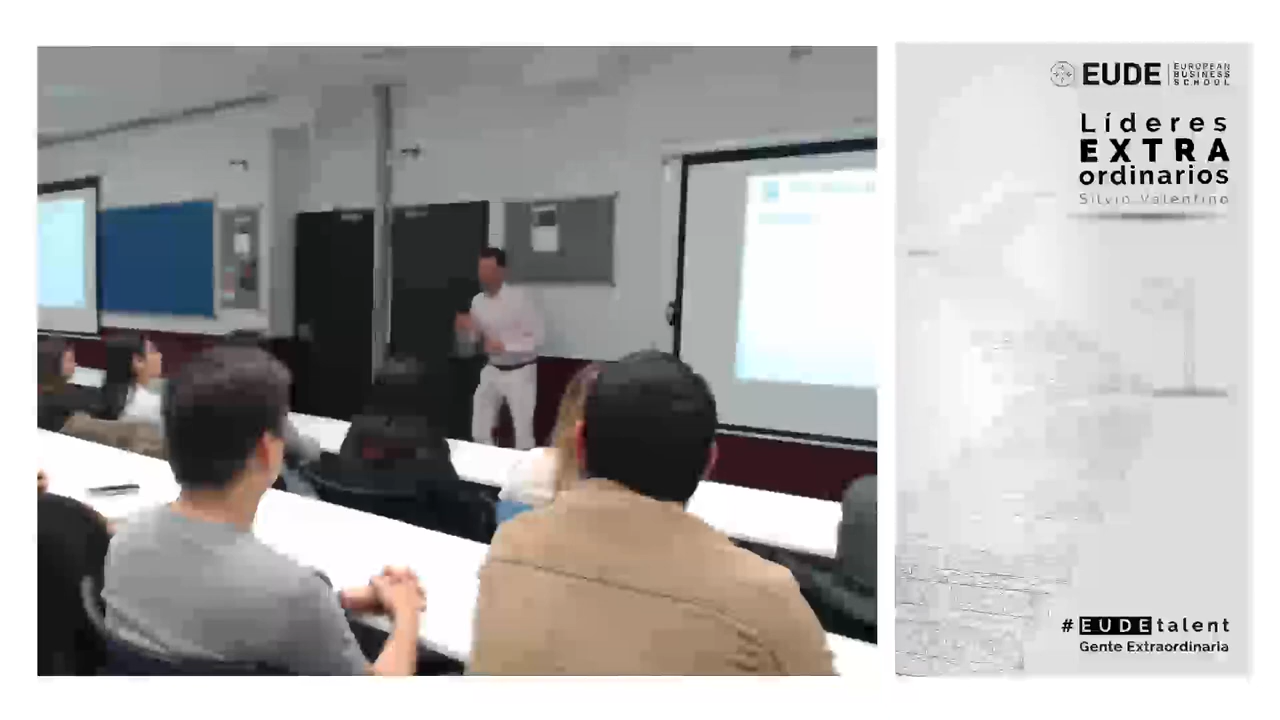 EUDE
EUROPEAN
BUSINESS
SCHOOL
Líderes
EXTRA
ordinarios
Silvio Valentino
#EUDEtalent
Gente Extraordinaria